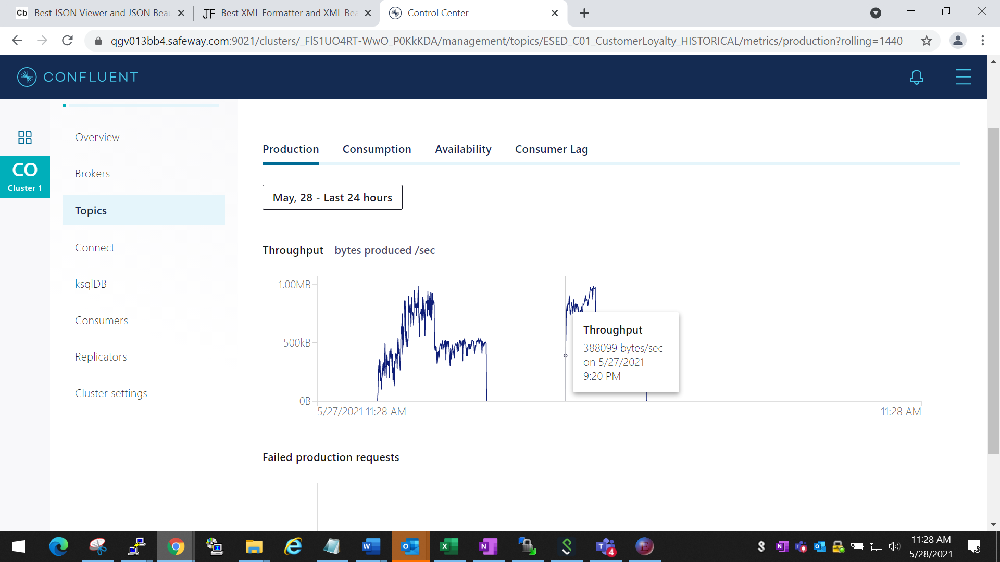 Cb Best JSON Viewer and JSON Beau
JF Best XML Formatter and XML Bea
Control Center
qgv013bb4.safeway.com:9021/clusters/_FlS1UO4RT-WwO_P0KkKDA/management/topics/ESED_C01_CustomerLoyalty_HISTORICAL/metrics/production?rolling=1440
CONFLUENT
CO
Cluster 1
Overview
Brokers
Topics
Connect
ksqlDB
Consumers
Replicators
Cluster settings
Production Consumption Availability Consumer Lag
May, 28 - Last 24 hours
Throughput bytes produced /sec
1.00MB
500kB
0B
5/27/2021 11:28 AM
11:28 AM
Throughput
388099 bytes/sec
on 5/27/2021
9:20 PM
Failed production requests
4
11:28 AM
5/28/2021